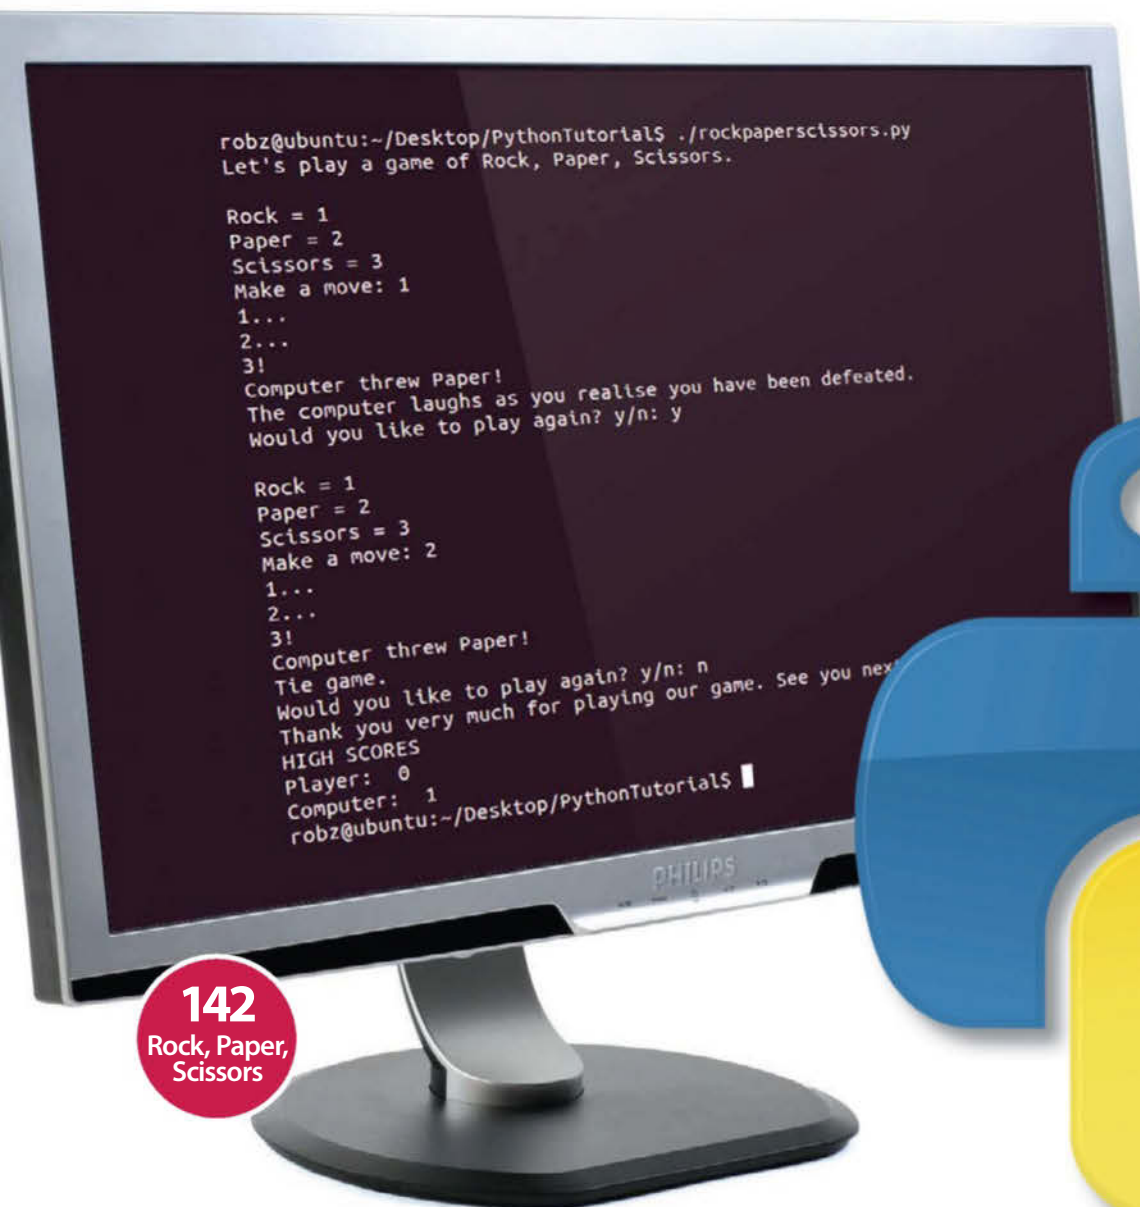 robz@ubuntu:~/Desktop/PythonTutorial$ ./rockpaperscissors.py
Let's play a game of Rock, Paper, Scissors.
Rock = 1
Paper = 2
Scissors = 3
Make a move: 1
1...
2...
3!
Computer threw Paper!
The computer laughs as you realise you have been defeated.
Would you like to play again? y/n: y
Rock = 1
Paper = 2
Scissors = 3
Make a move: 2
1...
2...
3!
Computer threw Paper!
Tie game.
Would you like to play again? y/n: n
Thank you very much for playing our game. See you
HIGH SCORES
Player: 0
Computer: 1
robz@ubuntu:~/Desktop/PythonTutorial$
PHILIPS
142
Rock, Paper,
Scissors